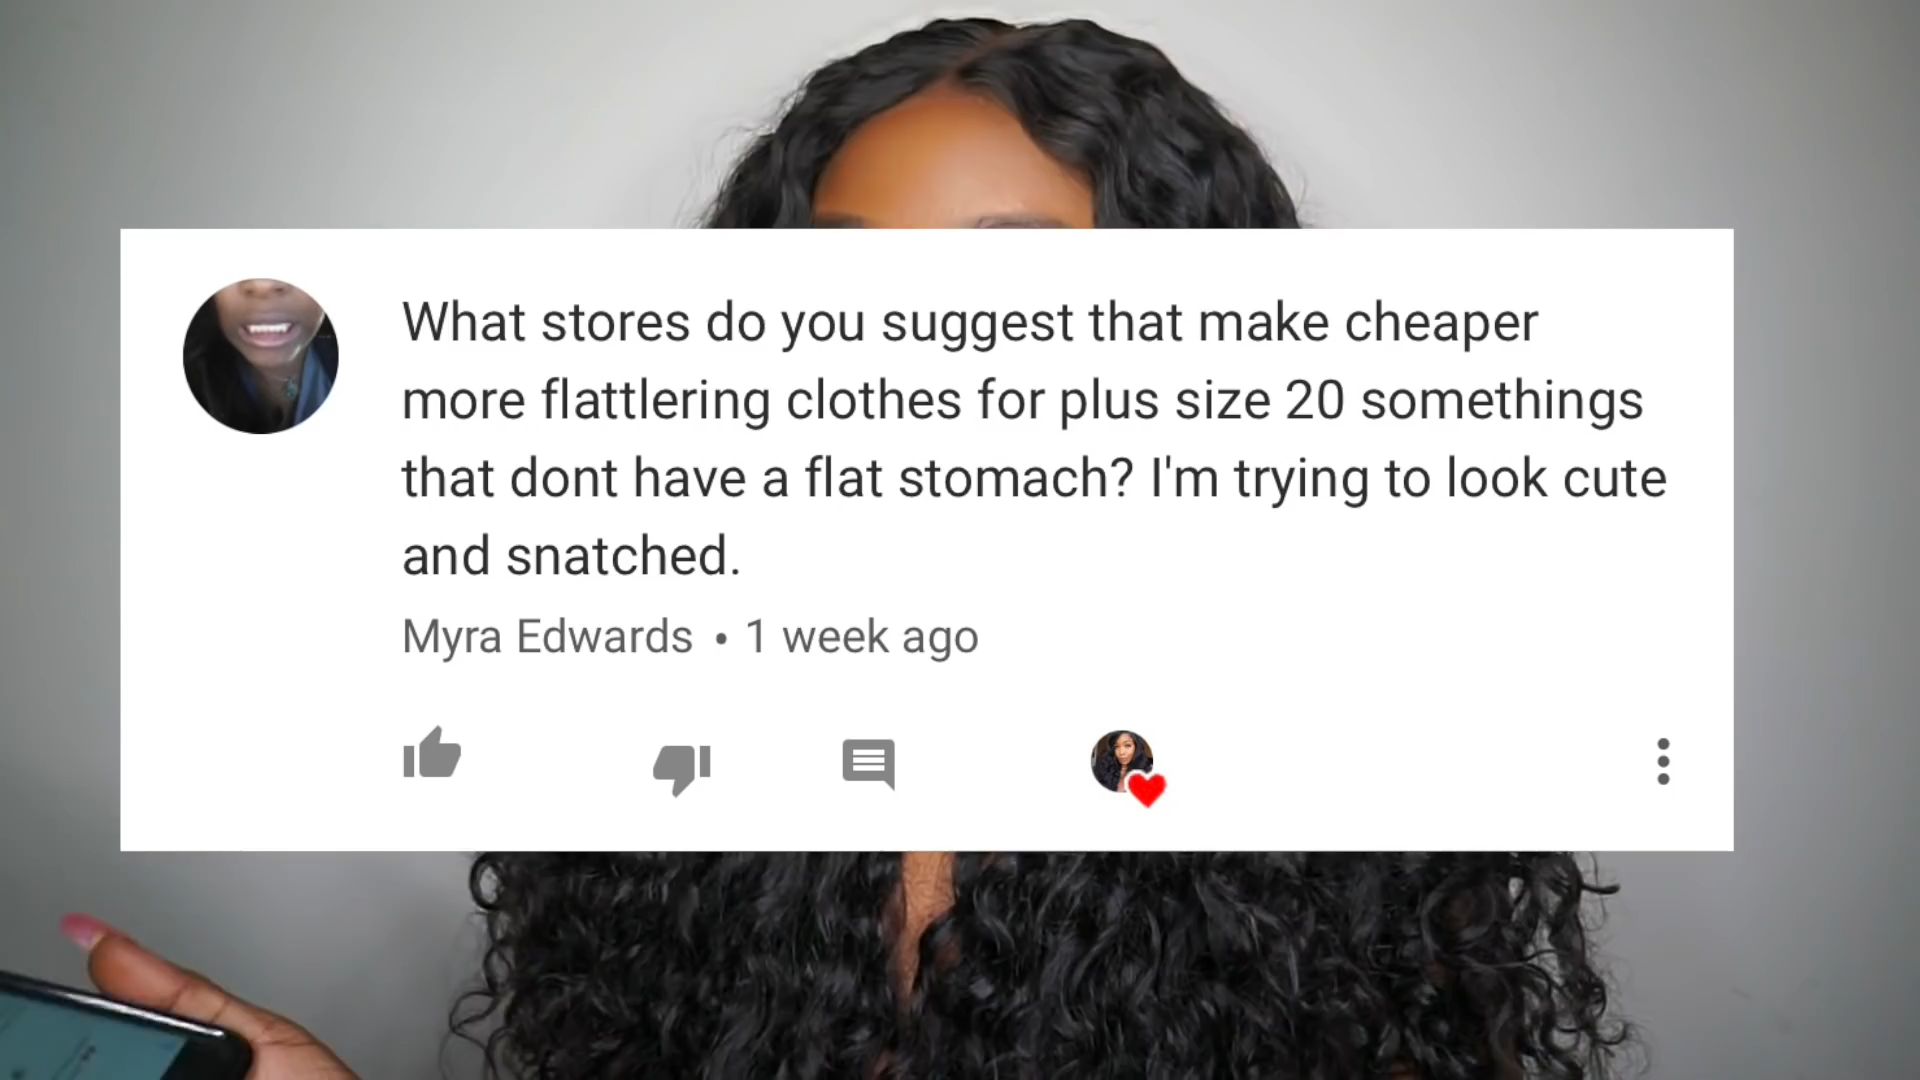 What stores do you suggest that make cheaper
more flattlering clothes for plus size 20 somethings
that dont have a flat stomach? I'm trying to look cute
and snatched.
Myra Edwards • 1 week ago